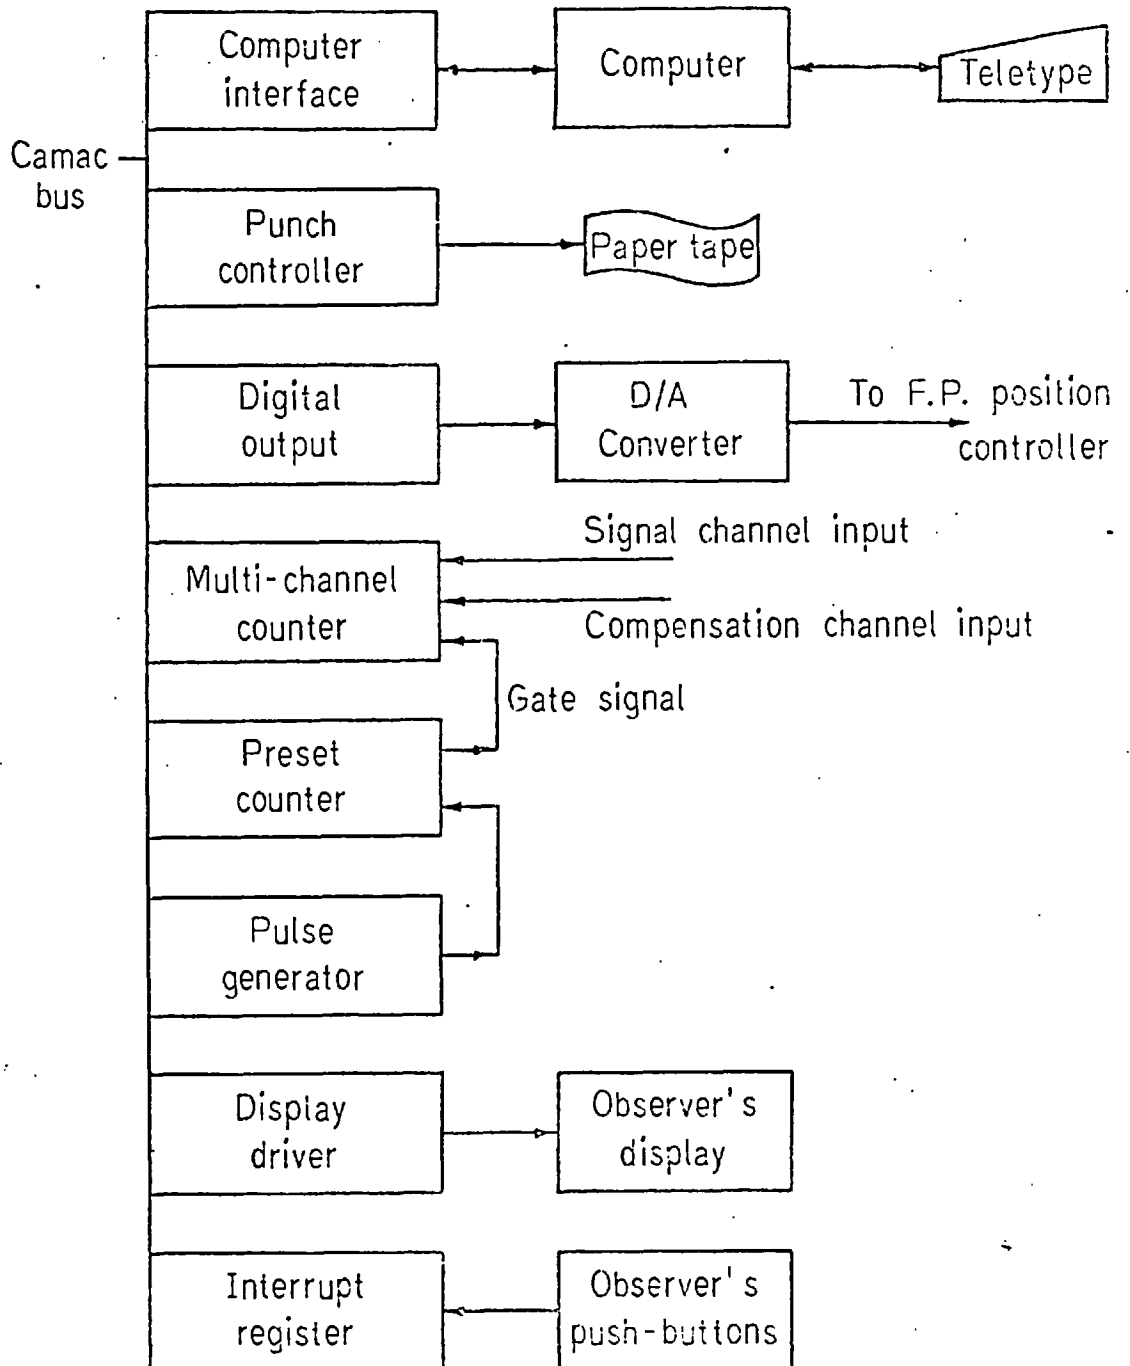 Computer
interface
Computer
Teletype
Camac
bus
Punch
controller
Paper tape
Digital
output
D/A
Converter
To F.P. position
controller
Signal channel input
Multi-channel
counter
Compensation channel input
Gate signal
Preset
counter
Pulse
generator
Display
driver
Observer's
display
Interrupt
register
Observer's
push-buttons